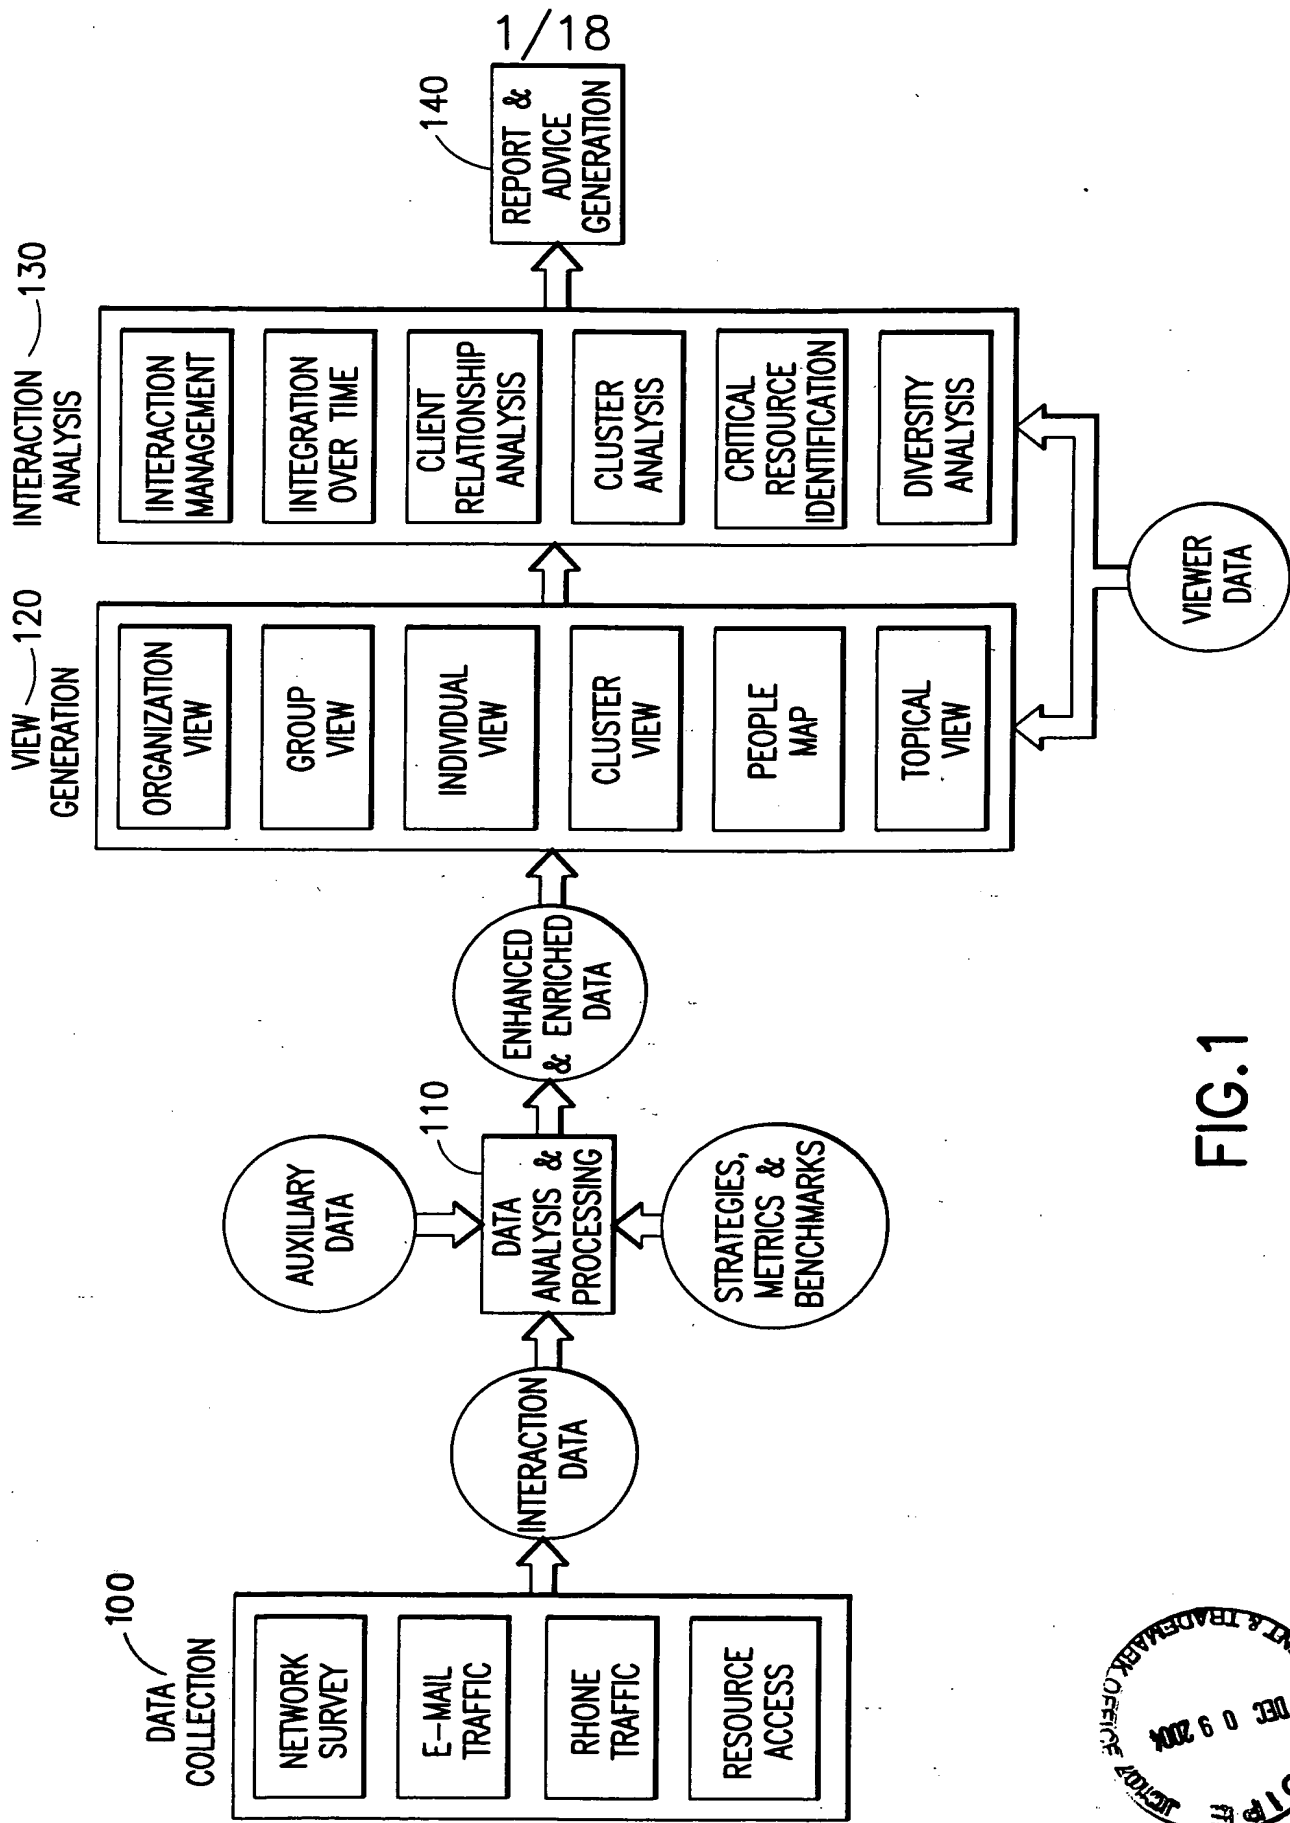 1/18
DATA
COLLECTION
100
NETWORK
SURVEY
E-MAIL
TRAFFIC
RHONE
TRAFFIC
RESOURCE
ACCESS
INTERACTION
DATA
AUXILIARY
DATA
110
DATA
ANALYSIS &
PROCESSING
STRATEGIES,
METRICS &
BENCHMARKS
ENHANCED
& ENRICHED
DATA
VIEW 120
GENERATION
ORGANIZATION
VIEW
GROUP
VIEW
INDIVIDUAL
VIEW
CLUSTER
VIEW
PEOPLE
MAP
TOPICAL
VIEW
INTERACTION 130
ANALYSIS
INTERACTION
MANAGEMENT
INTEGRATION
OVER TIME
CLIENT
RELATIONSHIP
ANALYSIS
CLUSTER
ANALYSIS
CRITICAL
RESOURCE
IDENTIFICATION
DIVERSITY
ANALYSIS
VIEWER
DATA
140
REPORT &
ADVICE
GENERATION
FIG.1
DEC 0 9 2004
& TRADEMARK OFFICE